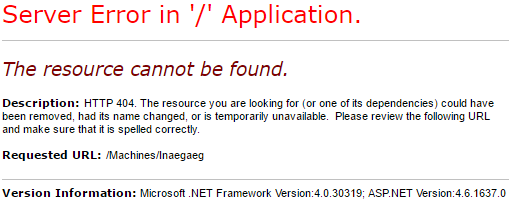 Server Error in '/' Application.
The resource cannot be found.
Description: HTTP 404. The resource you are looking for (or one of its dependencies) could have
been removed, had its name changed, or is temporarily unavailable. Please review the following URL
and make sure that it is spelled correctly.
Requested URL: /Machines/Inaegaeg
Version Information: Microsoft .NET Framework Version:4.0.30319; ASP.NET Version:4.6.1637.0